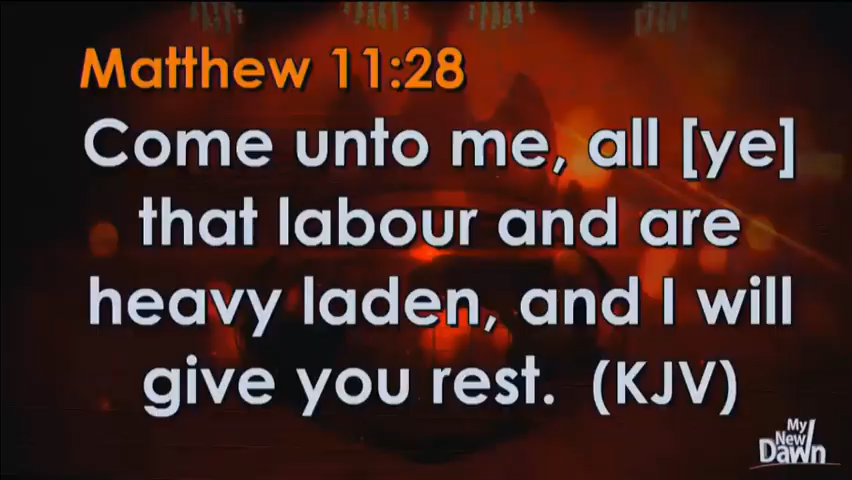 Matthew 11:28
Come unto me, all [ye]
that labour and are
heavy laden, and I will
give you rest. (KJV)
My
New
Dawn